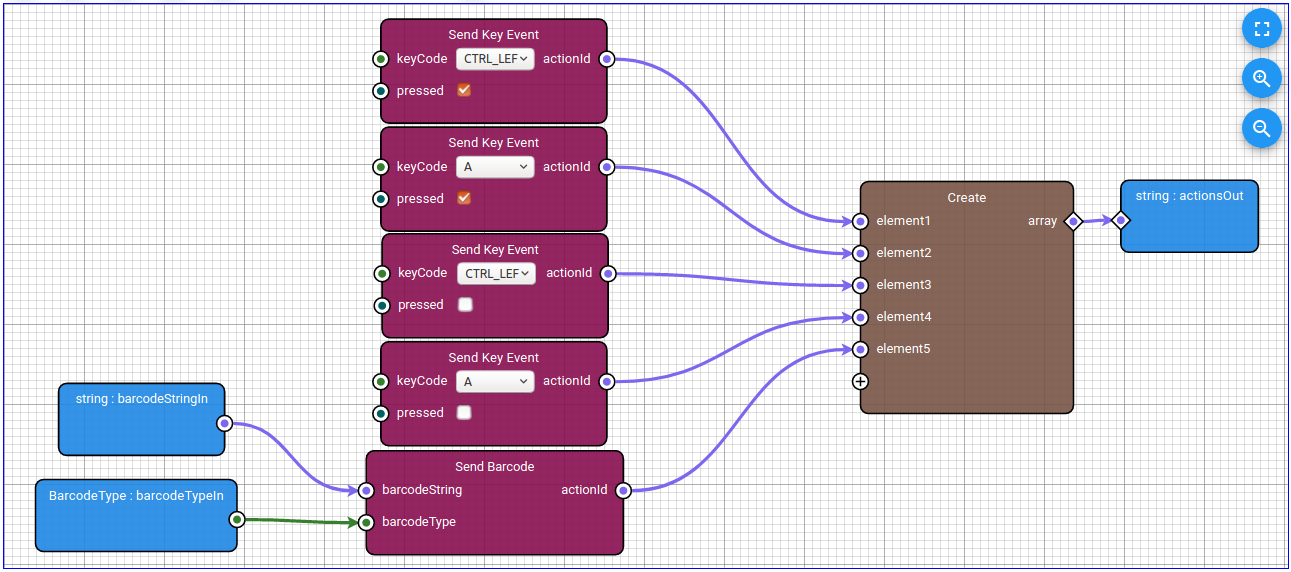 Send Key Event
keyCode CTRL_LEF actionId
pressed
Send Key Event
keyCode A actionId
pressed
Send Key Event
keyCode CTRL_LEF actionId
pressed
Send Key Event
keyCode A actionId
pressed
string : barcodeStringIn
BarcodeType : barcodeTypeIn
Send Barcode
barcodeString actionId
barcodeType
Create
element1 array
element2
element3
element4
element5
string : actionsOut